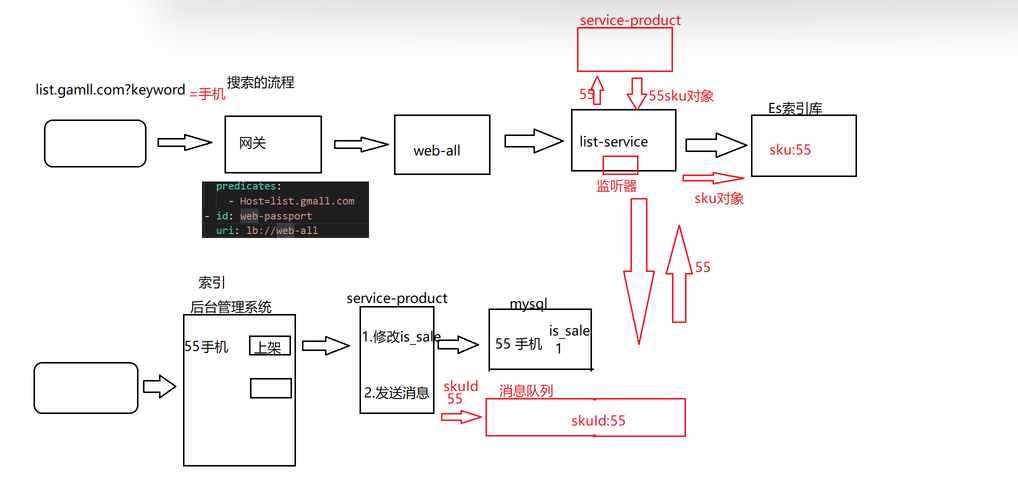 service-product
搜索的流程
list.gamll.com?keyword =手机
55
55sku对象
Es索引库
网关
web-all
list-service
sku:55
监听器
sku对象
predicates:
- Host=list.gmall.com
- id: web-passport
uri: lb://web-all
55
索引
后台管理系统
service-product
mysql
55手机
上架
1.修改is_sale
55 手机
is_sale
1
2.发送消息
skuId
55
消息队列
skuId:55